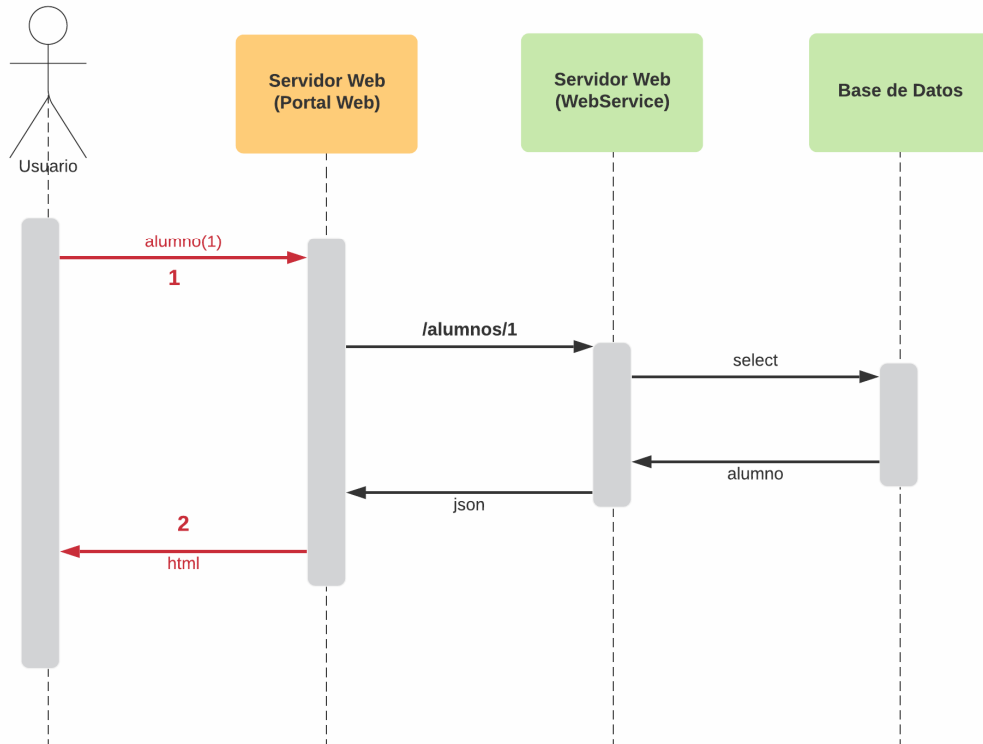 Servidor Web
(Portal Web)
Servidor Web
(WebService)
Base de Datos
Usuario
alumno(1)
1
/alumnos/1
select
alumno
json
2
html